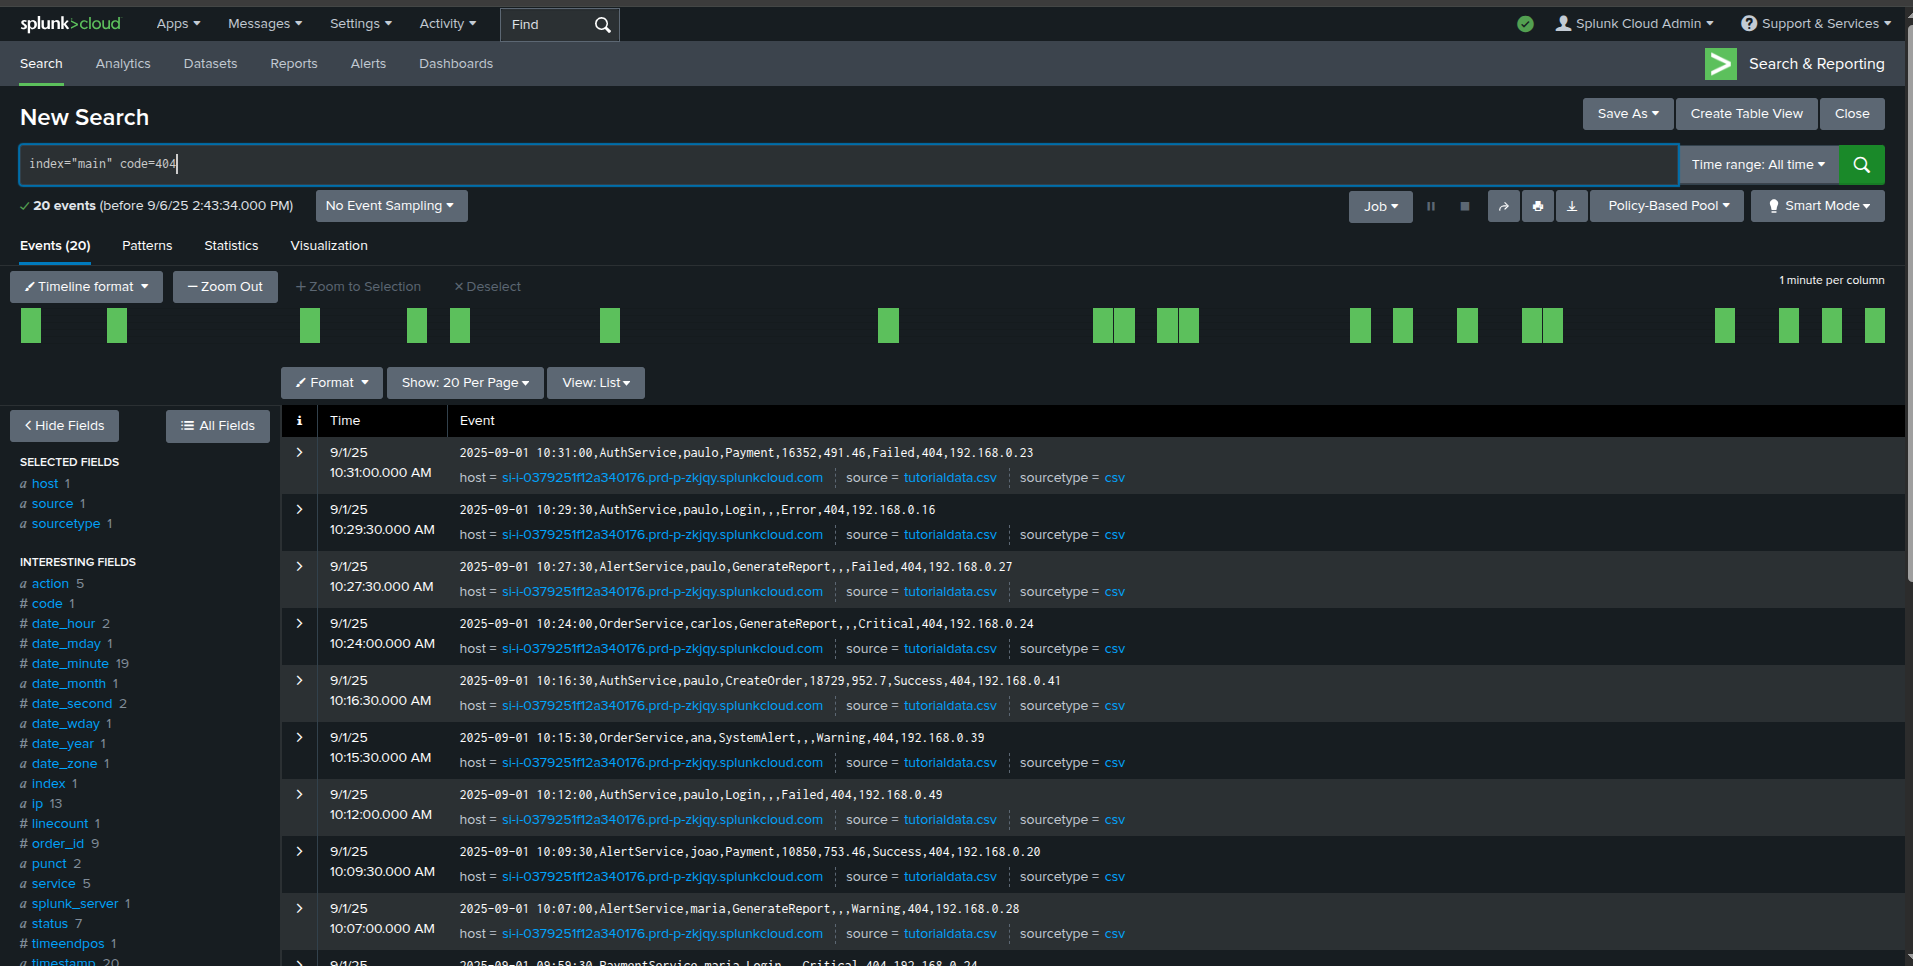 splunk>cloud Apps Messages Settings Activity Find Splunk Cloud Admin ? Support & Services
Search Analytics Datasets Reports Alerts Dashboards > Search & Reporting
New Search Save As Create Table View Close
index="main" code=404 Time range: All time
✓ 20 events (before 9/6/25 2:43:34.000 PM) No Event Sampling Job Policy-Based Pool Smart Mode
Events (20) Patterns Statistics Visualization
Timeline format — Zoom Out + Zoom to Selection × Deselect 1 minute per column
Format Show: 20 Per Page View: List
< Hide Fields All Fields
SELECTED FIELDS
a host 1
a source 1
a sourcetype 1
INTERESTING FIELDS
a action 5
# code 1
# date_hour 2
# date_mday 1
# date_minute 19
a date_month 1
# date_second 2
a date_wday 1
# date_year 1
a date_zone 1
a index 1
a ip 13
# linecount 1
# order_id 9
a punct 2
a service 5
a splunk_server 1
a status 7
# timeendpos 1
a timestamp 20
i Time Event
> 9/1/25 10:31:00.000 AM
2025-09-01 10:31:00,AuthService,paulo,Payment,16352,491.46,Failed,404,192.168.0.23
host = si-i-0379251f12a340176.prd-p-zkjqy.splunkcloud.com source = tutorialdata.csv sourcetype = csv
> 9/1/25 10:29:30.000 AM
2025-09-01 10:29:30,AuthService,paulo,Login,,,Error,404,192.168.0.16
host = si-i-0379251f12a340176.prd-p-zkjqy.splunkcloud.com source = tutorialdata.csv sourcetype = csv
> 9/1/25 10:27:30.000 AM
2025-09-01 10:27:30,AlertService,paulo,GenerateReport,,,Failed,404,192.168.0.27
host = si-i-0379251f12a340176.prd-p-zkjqy.splunkcloud.com source = tutorialdata.csv sourcetype = csv
> 9/1/25 10:24:00.000 AM
2025-09-01 10:24:00,OrderService,carlos,GenerateReport,,,Critical,404,192.168.0.24
host = si-i-0379251f12a340176.prd-p-zkjqy.splunkcloud.com source = tutorialdata.csv sourcetype = csv
> 9/1/25 10:16:30.000 AM
2025-09-01 10:16:30,AuthService,paulo,CreateOrder,18729,952.7,Success,404,192.168.0.41
host = si-i-0379251f12a340176.prd-p-zkjqy.splunkcloud.com source = tutorialdata.csv sourcetype = csv
> 9/1/25 10:15:30.000 AM
2025-09-01 10:15:30,OrderService,ana,SystemAlert,,,Warning,404,192.168.0.39
host = si-i-0379251f12a340176.prd-p-zkjqy.splunkcloud.com source = tutorialdata.csv sourcetype = csv
> 9/1/25 10:12:00.000 AM
2025-09-01 10:12:00,AuthService,paulo,Login,,,Failed,404,192.168.0.49
host = si-i-0379251f12a340176.prd-p-zkjqy.splunkcloud.com source = tutorialdata.csv sourcetype = csv
> 9/1/25 10:09:30.000 AM
2025-09-01 10:09:30,AlertService,joao,Payment,10850,753.46,Success,404,192.168.0.20
host = si-i-0379251f12a340176.prd-p-zkjqy.splunkcloud.com source = tutorialdata.csv sourcetype = csv
> 9/1/25 10:07:00.000 AM
2025-09-01 10:07:00,AlertService,maria,GenerateReport,,,Warning,404,192.168.0.28
host = si-i-0379251f12a340176.prd-p-zkjqy.splunkcloud.com source = tutorialdata.csv sourcetype = csv
> 9/1/25
2025-09-01 09:59:30,PaymentService,maria,Login,,,Critical,404,192.168.0.24